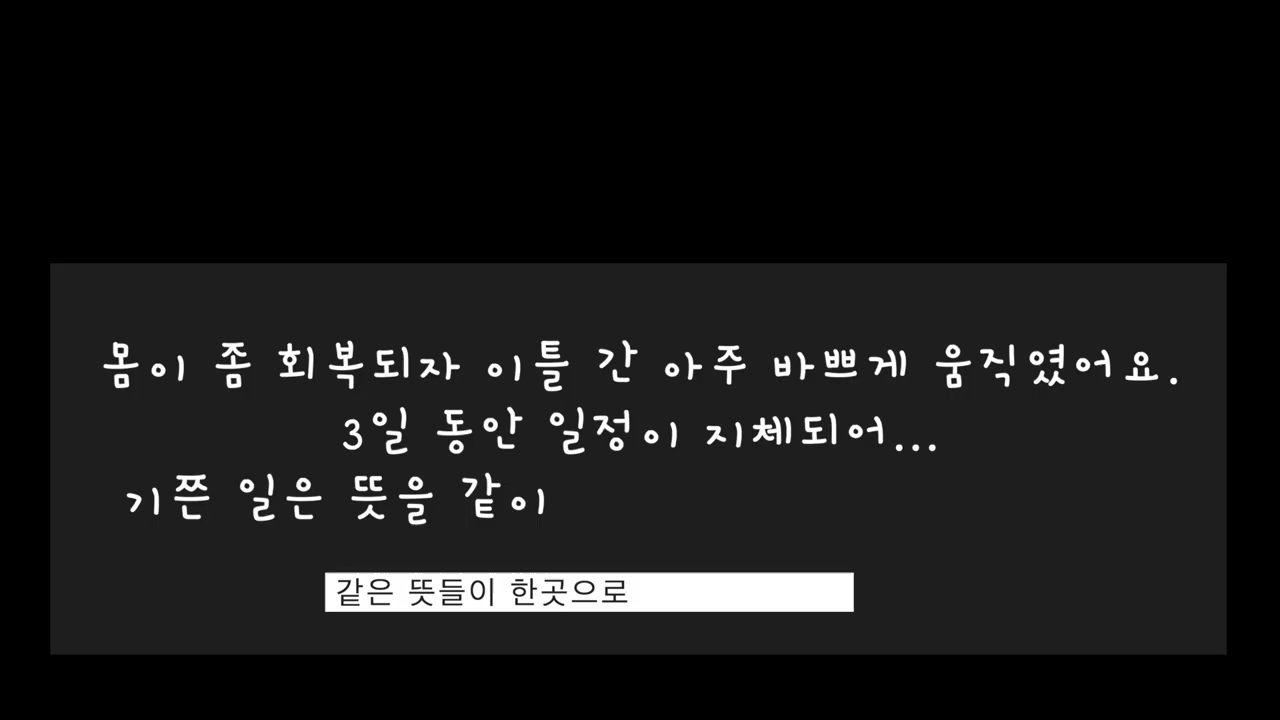 몸이 좀 회복되자 이틀 간 아주 바쁘게 움직였어요.
3일 동안 일정이 지체되어...
기쁜 일은 뜻을 같이
같은 뜻들이 한곳으로